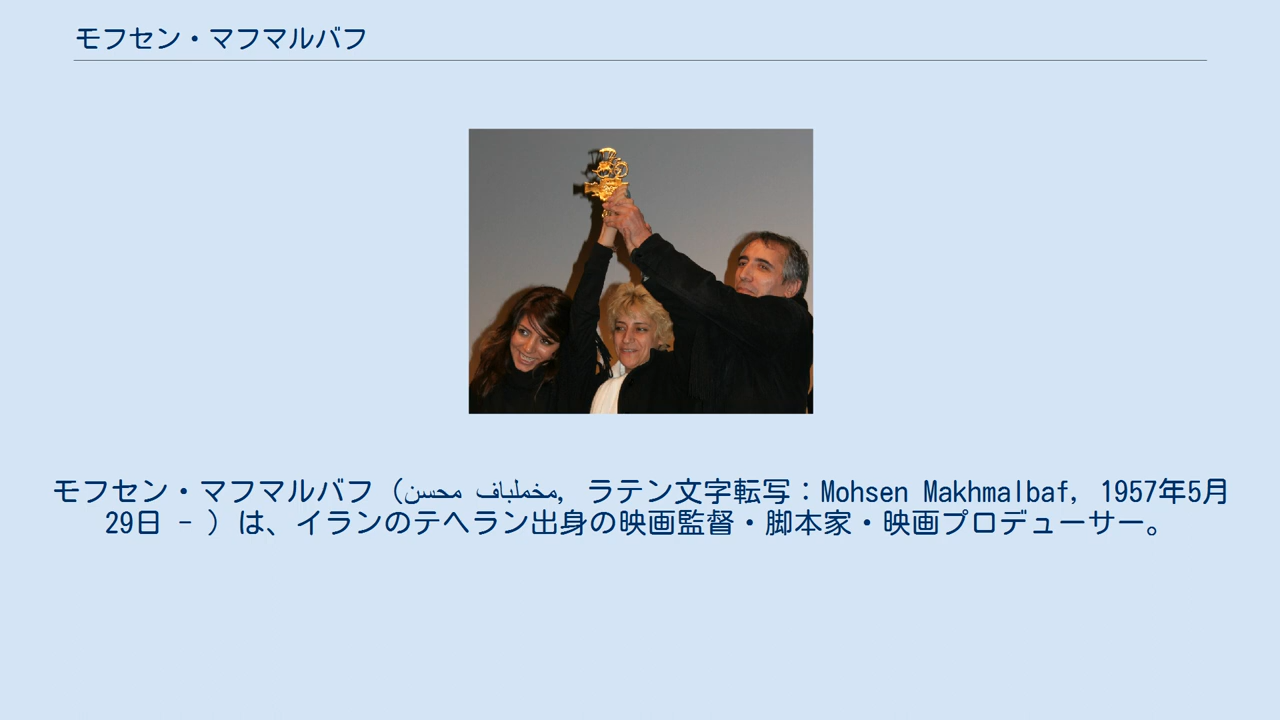 モフセン・マフマルバフ
モフセン・マフマルバフ（محسن مخملباف, ラテン文字転写：Mohsen Makhmalbaf, 1957年5月
29日 - ）は、イランのテヘラン出身の映画監督・脚本家・映画プロデューサー。